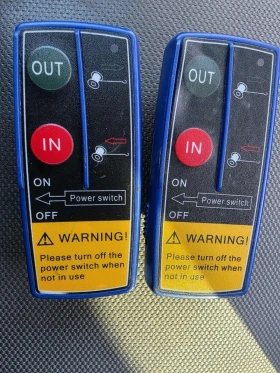 OUT
IN
ON
Power switch
OFF
WARNING!
Please turn off the
power switch when
not in use
OUT
IN
ON
Power switch
OFF
WARNING!
Please turn off the
power switch when
not in use